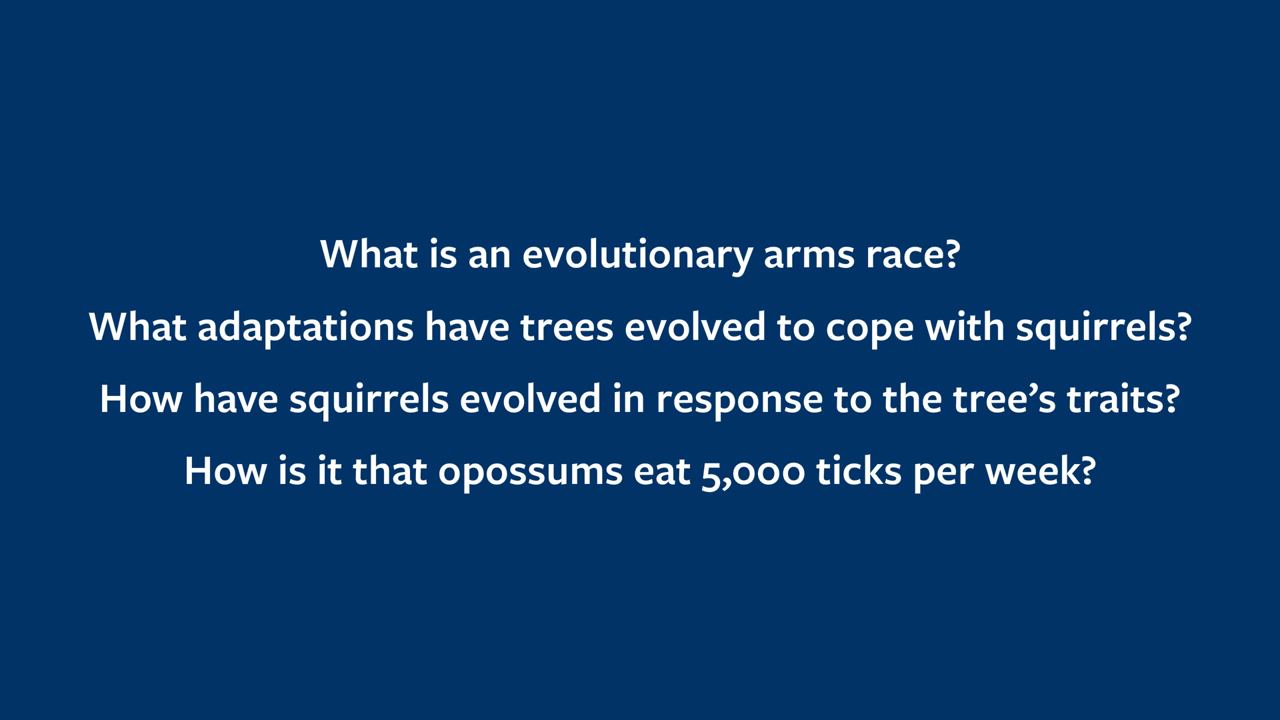 What is an evolutionary arms race?
What adaptations have trees evolved to cope with squirrels?
How have squirrels evolved in response to the tree’s traits?
How is it that opossums eat 5,000 ticks per week?